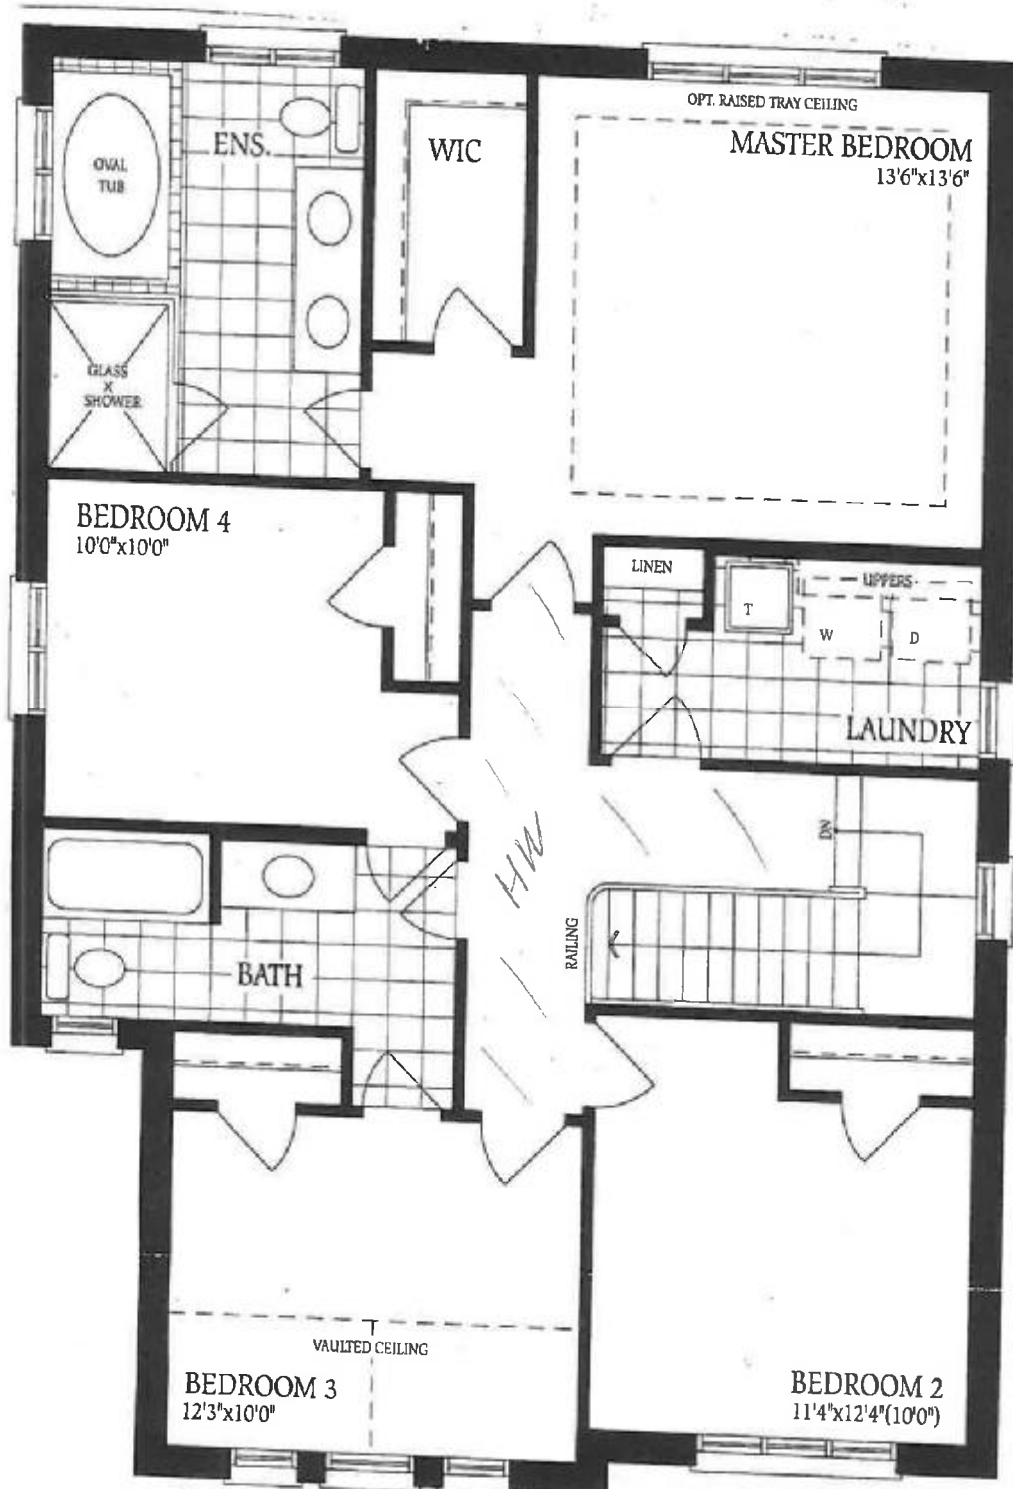 OPT. RAISED TRAY CEILING
MASTER BEDROOM
13'6"x13'6"
WIC
ENS.
OVAL
TUB
GLASS
X
SHOWER
BEDROOM 4
10'0"x10'0"
LINEN
UPPERS
T
W
D
LAUNDRY
DN
HW
RAILING
BATH
VAULTED CEILING
BEDROOM 3
12'3"x10'0"
BEDROOM 2
11'4"x12'4"(10'0")